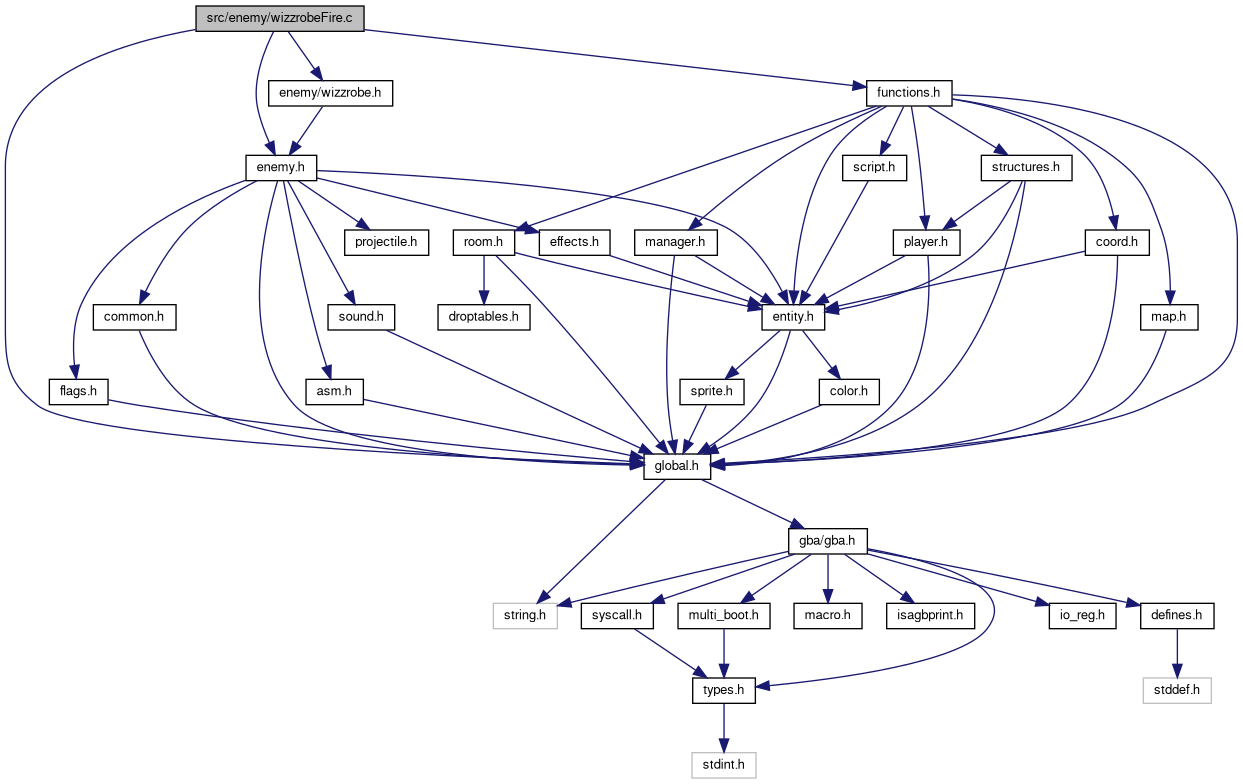 src/enemy/wizzrobeFire.c
enemy/wizzrobe.h
functions.h
enemy.h
script.h
structures.h
projectile.h
room.h
effects.h
manager.h
player.h
coord.h
common.h
sound.h
droptables.h
entity.h
map.h
flags.h
asm.h
sprite.h
color.h
global.h
gba/gba.h
string.h
syscall.h
multi_boot.h
macro.h
isagbprint.h
io_reg.h
defines.h
types.h
stddef.h
stdint.h